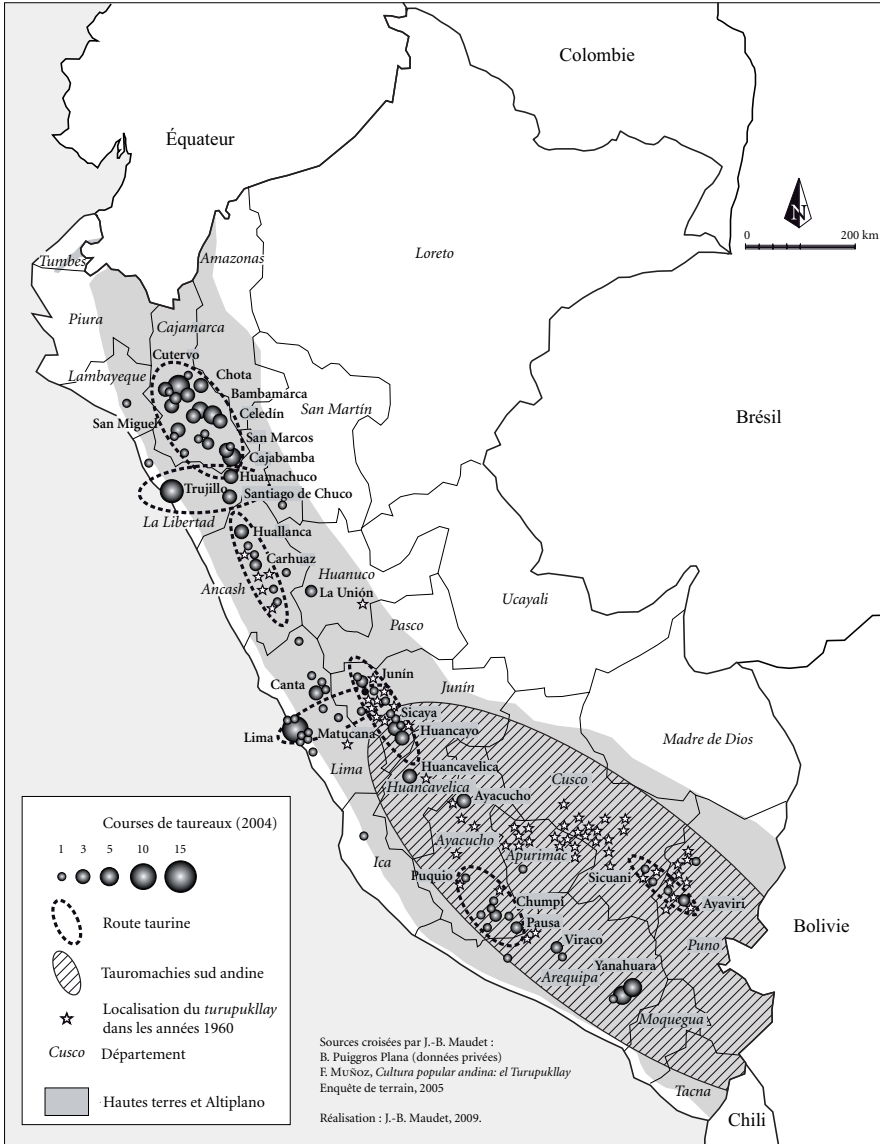 Colombie
Équateur
N
0 200 km
Tumbes
Amazonas
Loreto
Piura
Cajamarca
Cutervo
Lambayeque
Chota
Bambamarca
San Martín
Brésil
San Miguel
Celedín
San Marcos
Cajabamba
Huamachuco
Trujillo
Santiago de Chuco
La Libertad
Huallanca
Carhuaz
Huanuco
Ancash
La Unión
Ucayali
Pasco
Junín
Canta
Junín
Sicaya
Lima
Matucana
Huancayo
Madre de Dios
Lima
Huancavelica
Huancavelica
Cusco
Ayacucho
Ayacucho
Apurimac
Ica
Puquio
Sicuani
Chumpi
Ayaviri
Pausa
Bolivie
Viraco
Puno
Yanahuara
Arequipa
Moquegua
Tacna
Chili
Courses de taureaux (2004)
1 3 5 10 15
Route taurine
Tauromachies sud andine
Localisation du turupukllay
dans les années 1960
Cusco Département
Hautes terres et Altiplano
Sources croisées par J.-B. Maudet :
B. Puiggros Plana (données privées)
F. Muñoz, Cultura popular andina: el Turupukllay
Enquête de terrain, 2005
Réalisation : J.-B. Maudet, 2009.